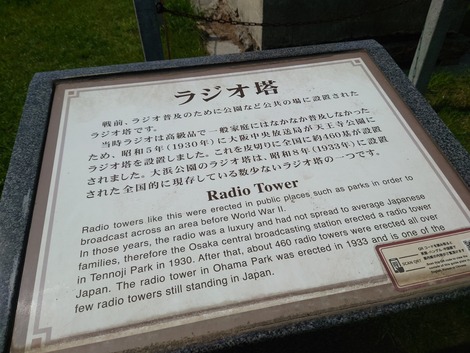 ラジオ塔
戦前、ラジオ普及のために公園など公共の場に設置された
ラジオ塔です。
当時ラジオは高級品で一般家庭にはなかなか普及しなかった
ため、昭和5年(1930年)に大阪中央放送局が天王寺公園に
ラジオ塔を設置しました。これを皮切りに全国に約460基が設置
されました。大浜公園のラジオ塔は、昭和8年(1933年)に設置
された全国的に現存している数少ないラジオ塔の一つです。
Radio Tower
Radio towers like this were erected in public places such as parks in order to
broadcast across an area before World War II.
In those years, the radio was a luxury and had not spread to average Japanese
families, therefore the Osaka central broadcasting station erected a radio tower
in Tennoji Park in 1930. After that, about 460 radio towers were erected all over
Japan. The radio tower in Ohama Park was erected in 1933 and is one of the
few radio towers still standing in Japan.